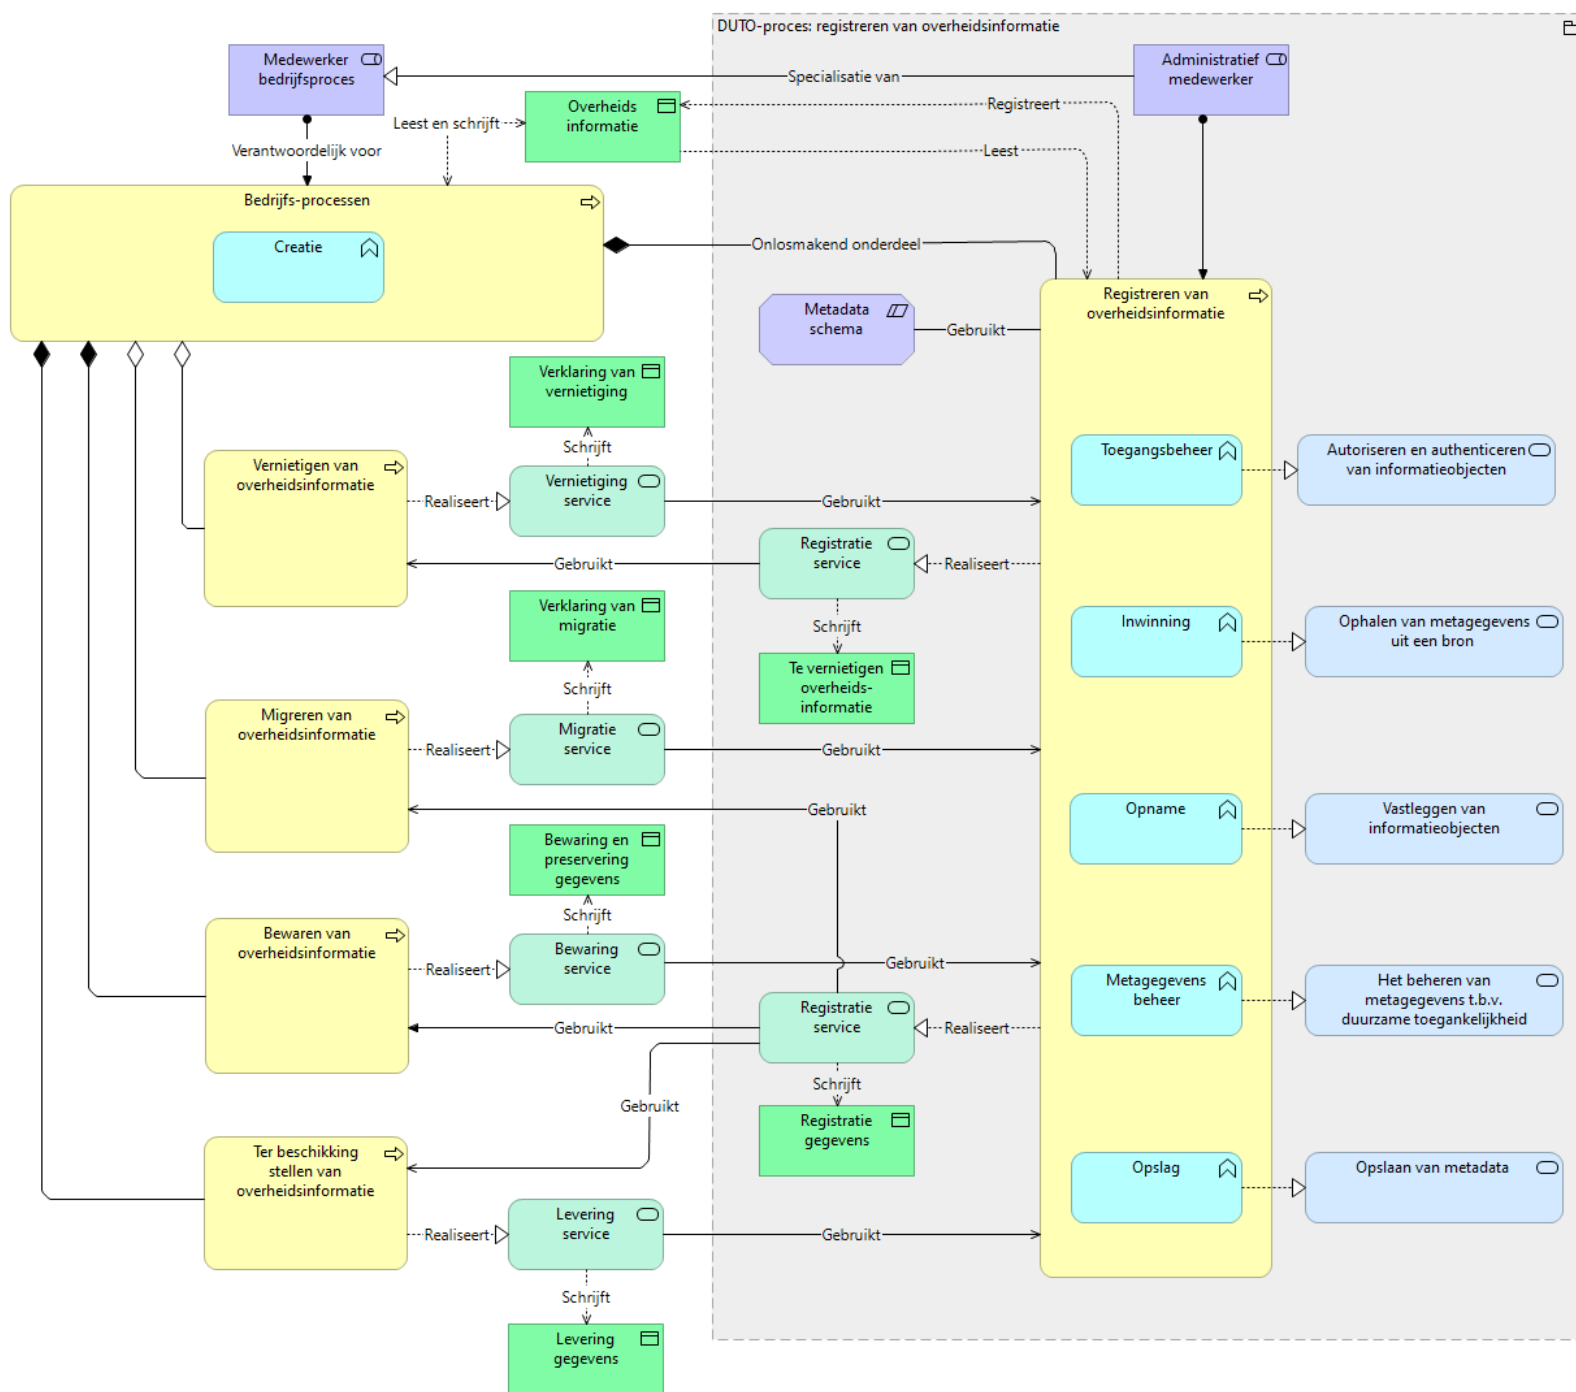 DUTO-proces: registreren van overheidsinformatie
Medewerker
bedrijfsproces
Administratief
medewerker
Specialisatie van
Overheids
informatie
Registreert
Leest en schrijft
Verantwoordelijk voor
Leest
Bedrijfs-processen
Creatie
Onlosmakend onderdeel
Registreren van
overheidsinformatie
Metadata
schema
Gebruikt
Verklaring van
vernietiging
Schrijft
Vernietigen van
overheidsinformatie
Realiseert
Vernietiging
service
Gebruikt
Toegangsbeheer
Autoriseren en authenticeren
van informatieobjecten
Registratie
service
Gebruikt
Realiseert
Schrijft
Te vernietigen
overheids-
informatie
Verklaring van
migratie
Schrijft
Inwinning
Ophalen van metagegevens
uit een bron
Migreren van
overheidsinformatie
Realiseert
Migratie
service
Gebruikt
Gebruikt
Opname
Vastleggen van
informatieobjecten
Bewaring en
preservering
gegevens
Schrijft
Bewaren van
overheidsinformatie
Realiseert
Bewaring
service
Gebruikt
Metagegevens
beheer
Het beheren van
metagegevens t.b.v.
duurzame toegankelijkheid
Registratie
service
Gebruikt
Realiseert
Schrijft
Gebruikt
Registratie
gegevens
Ter beschikking
stellen van
overheidsinformatie
Opslag
Opslaan van metadata
Realiseert
Levering
service
Gebruikt
Schrijft
Levering
gegevens